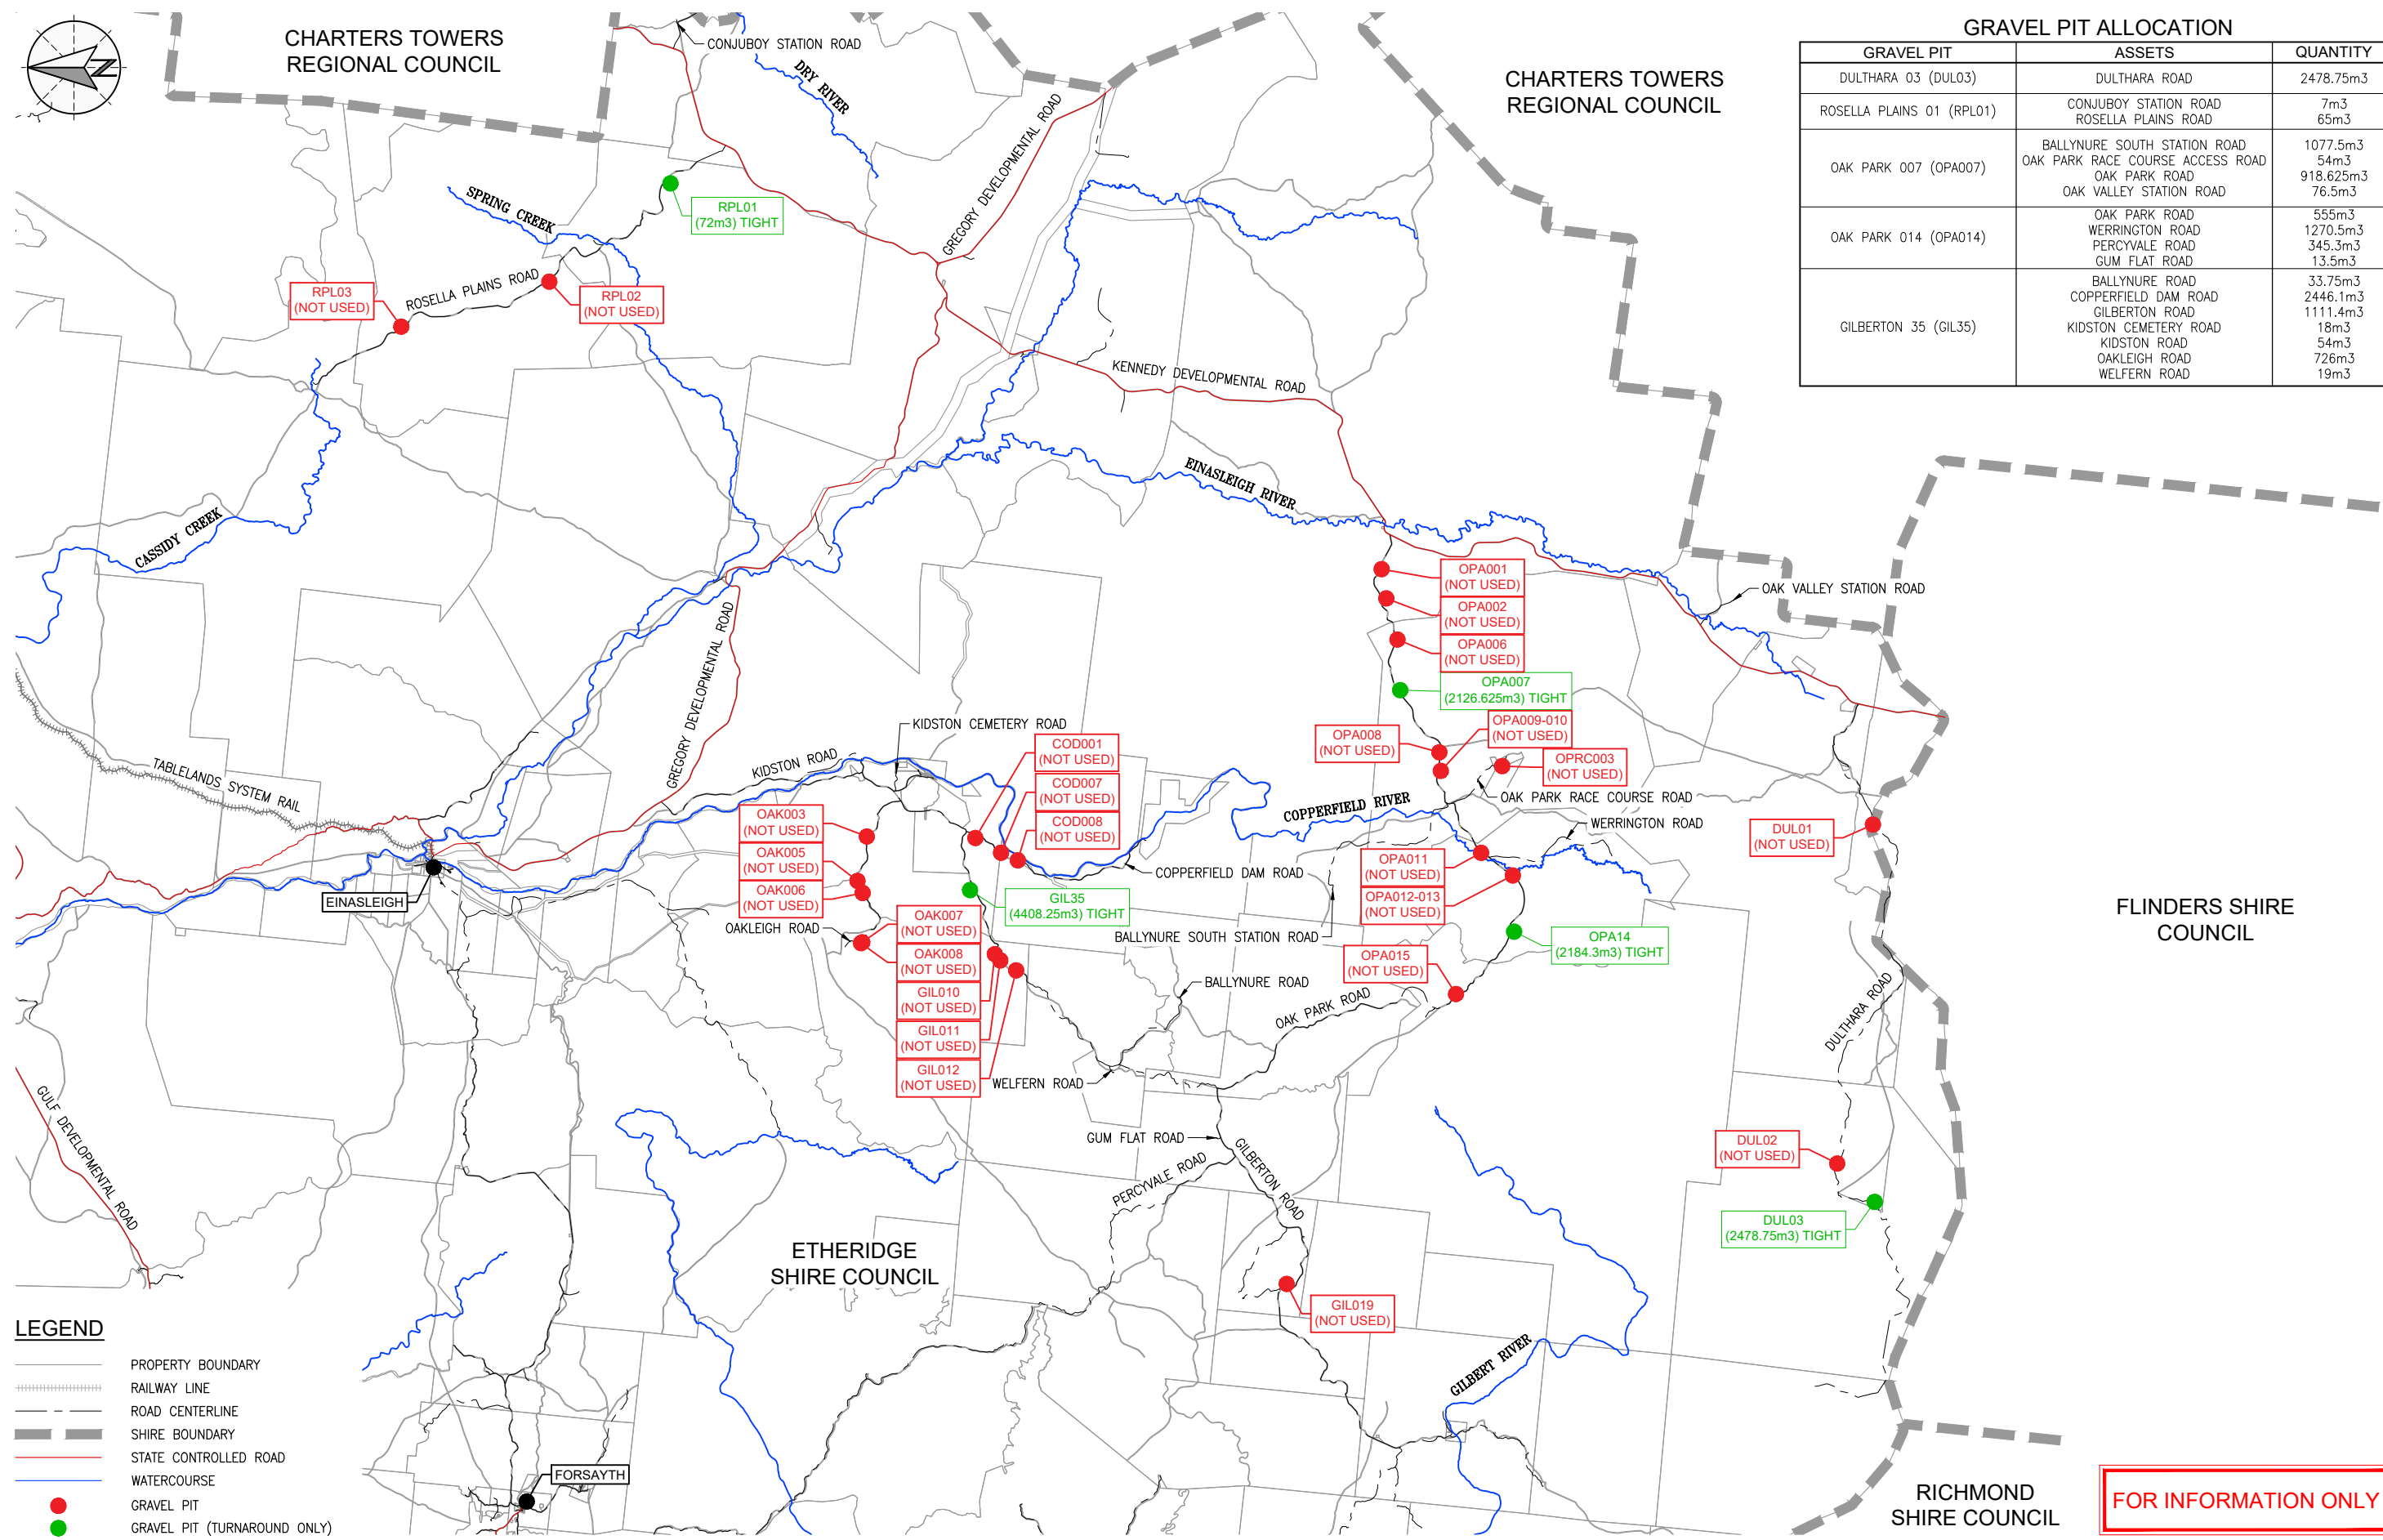 CHARTERS TOWERS
REGIONAL COUNCIL
N
CONJUBOY STATION ROAD
DRY RIVER
GREGORY DEVELOPMENTAL ROAD
CHARTERS TOWERS
REGIONAL COUNCIL
GRAVEL PIT ALLOCATION
GRAVEL PIT ASSETS QUANTITY
DULTHARA 03 (DUL03) DULTHARA ROAD 2478.75m3
ROSELLA PLAINS 01 (RPL01) CONJUBOY STATION ROAD 7m3
ROSELLA PLAINS ROAD 65m3
OAK PARK 007 (OPA007) BALLYNURE SOUTH STATION ROAD 1077.5m3
OAK PARK RACE COURSE ACCESS ROAD 54m3
OAK PARK ROAD 918.625m3
OAK VALLEY STATION ROAD 76.5m3
OAK PARK 014 (OPA014) OAK PARK ROAD 555m3
WERRINGTON ROAD 1270.5m3
PERCYVALE ROAD 345.3m3
GUM FLAT ROAD 13.5m3
GILBERTON 35 (GIL35) BALLYNURE ROAD 33.75m3
COPPERFIELD DAM ROAD 2446.1m3
GILBERTON ROAD 1111.4m3
KIDSTON CEMETERY ROAD 18m3
KIDSTON ROAD 54m3
OAKLEIGH ROAD 726m3
WELFERN ROAD 19m3
SPRING CREEK
RPL01
(72m3) TIGHT
RPL03
(NOT USED)
ROSELLA PLAINS ROAD
RPL02
(NOT USED)
KENNEDY DEVELOPMENTAL ROAD
EINASLEIGH RIVER
CASSIDY CREEK
OPA001
(NOT USED)
OPA002
(NOT USED)
OPA006
(NOT USED)
OPA007
(2126.625m3) TIGHT
OAK VALLEY STATION ROAD
GREGORY DEVELOPMENTAL ROAD
KIDSTON CEMETERY ROAD
KIDSTON ROAD
TABLELANDS SYSTEM RAIL
COD001
(NOT USED)
COD007
(NOT USED)
COD008
(NOT USED)
OPA008
(NOT USED)
OPA009-010
(NOT USED)
OPRC003
(NOT USED)
OAK PARK RACE COURSE ROAD
COPPERFIELD RIVER
WERRINGTON ROAD
DUL01
(NOT USED)
OAK003
(NOT USED)
OAK005
(NOT USED)
OAK006
(NOT USED)
OPA011
(NOT USED)
OPA012-013
(NOT USED)
COPPERFIELD DAM ROAD
EINASLEIGH
GIL35
(4408.25m3) TIGHT
OAKLEIGH ROAD
OAK007
(NOT USED)
OAK008
(NOT USED)
GIL010
(NOT USED)
GIL011
(NOT USED)
GIL012
(NOT USED)
BALLYNURE SOUTH STATION ROAD
OPA14
(2184.3m3) TIGHT
OPA015
(NOT USED)
FLINDERS SHIRE
COUNCIL
BALLYNURE ROAD
OAK PARK ROAD
DULTHARA ROAD
WELFERN ROAD
GULF DEVELOPMENTAL ROAD
GUM FLAT ROAD
GILBERTON ROAD
PERCYVALE ROAD
DUL02
(NOT USED)
DUL03
(2478.75m3) TIGHT
ETHERIDGE
SHIRE COUNCIL
GIL019
(NOT USED)
GILBERT RIVER
LEGEND
PROPERTY BOUNDARY
RAILWAY LINE
ROAD CENTERLINE
SHIRE BOUNDARY
STATE CONTROLLED ROAD
WATERCOURSE
GRAVEL PIT
GRAVEL PIT (TURNAROUND ONLY)
FORSAYTH
RICHMOND
SHIRE COUNCIL
FOR INFORMATION ONLY